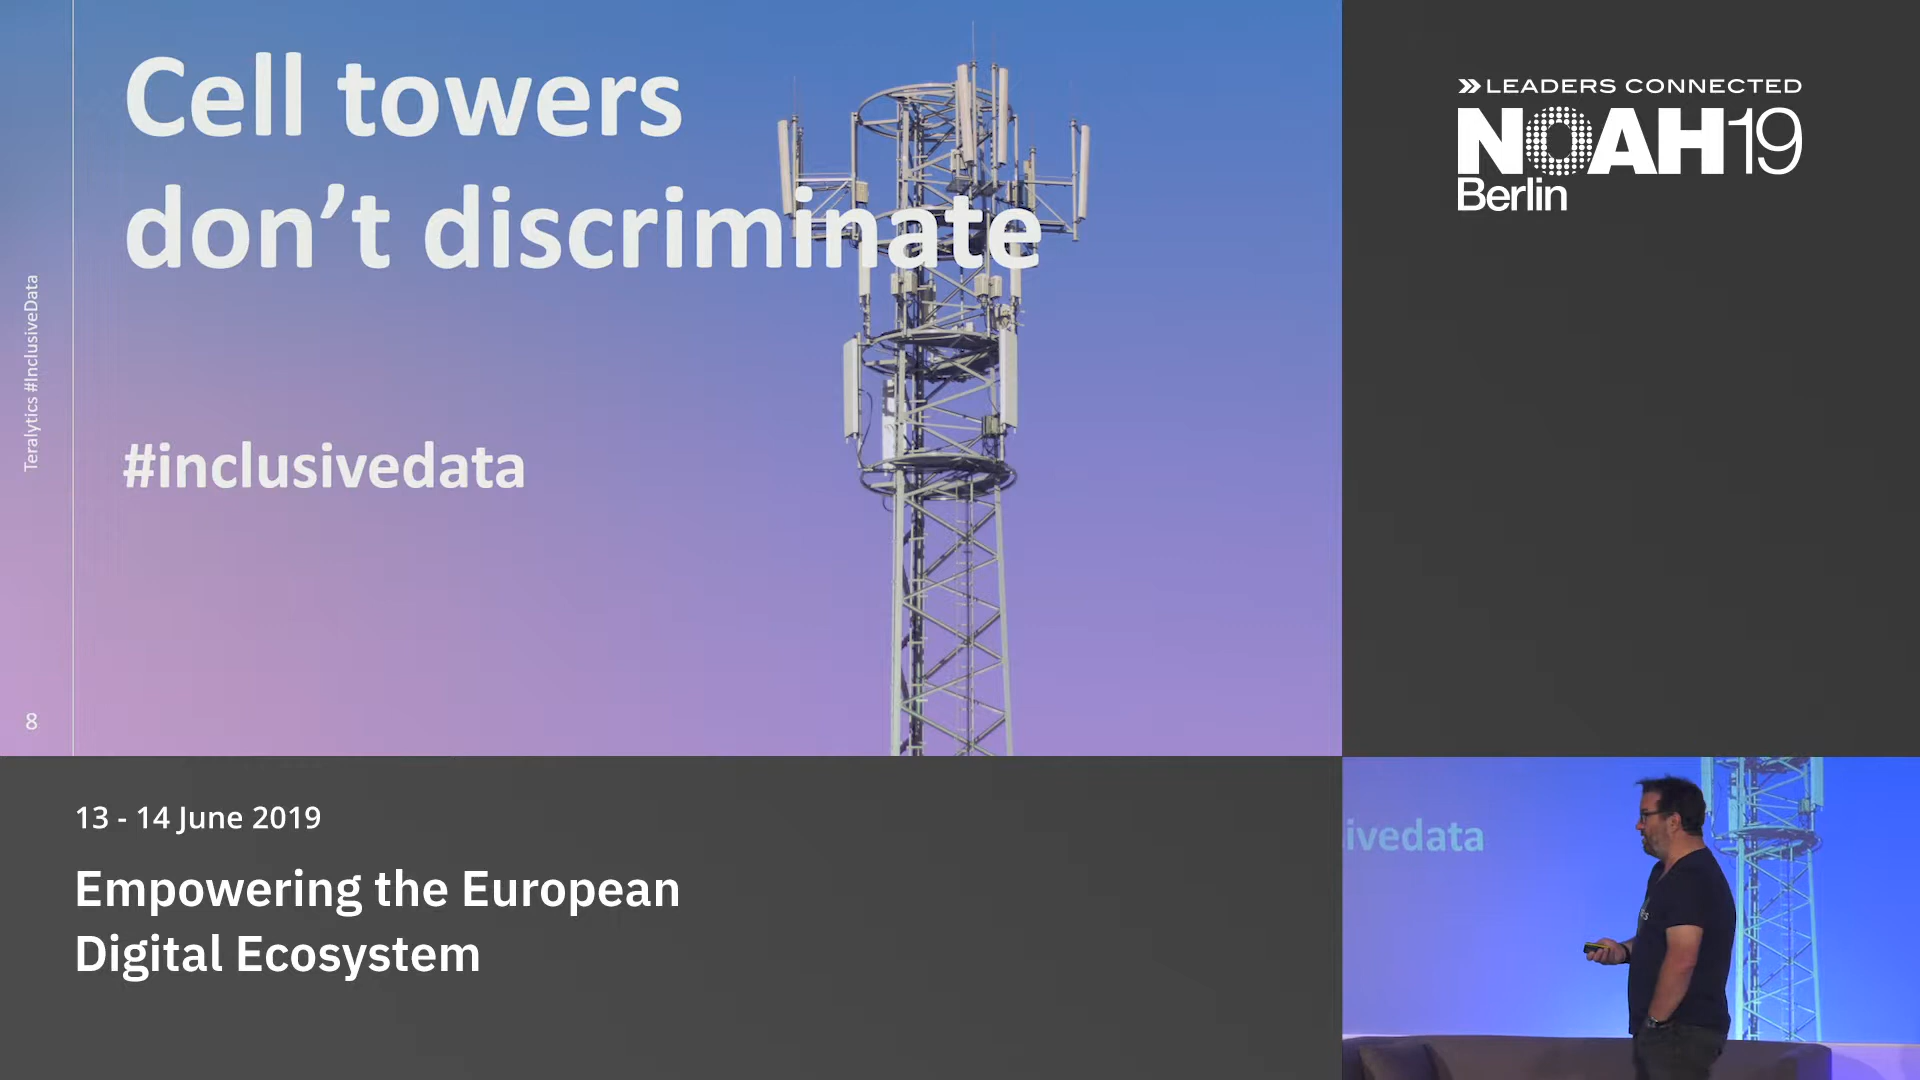 Cell towers
don’t discriminate
#inclusivedata
Teralytics #InclusiveData
8
LEADERS CONNECTED
NOAH19
Berlin
13 - 14 June 2019
Empowering the European
Digital Ecosystem
ivedata